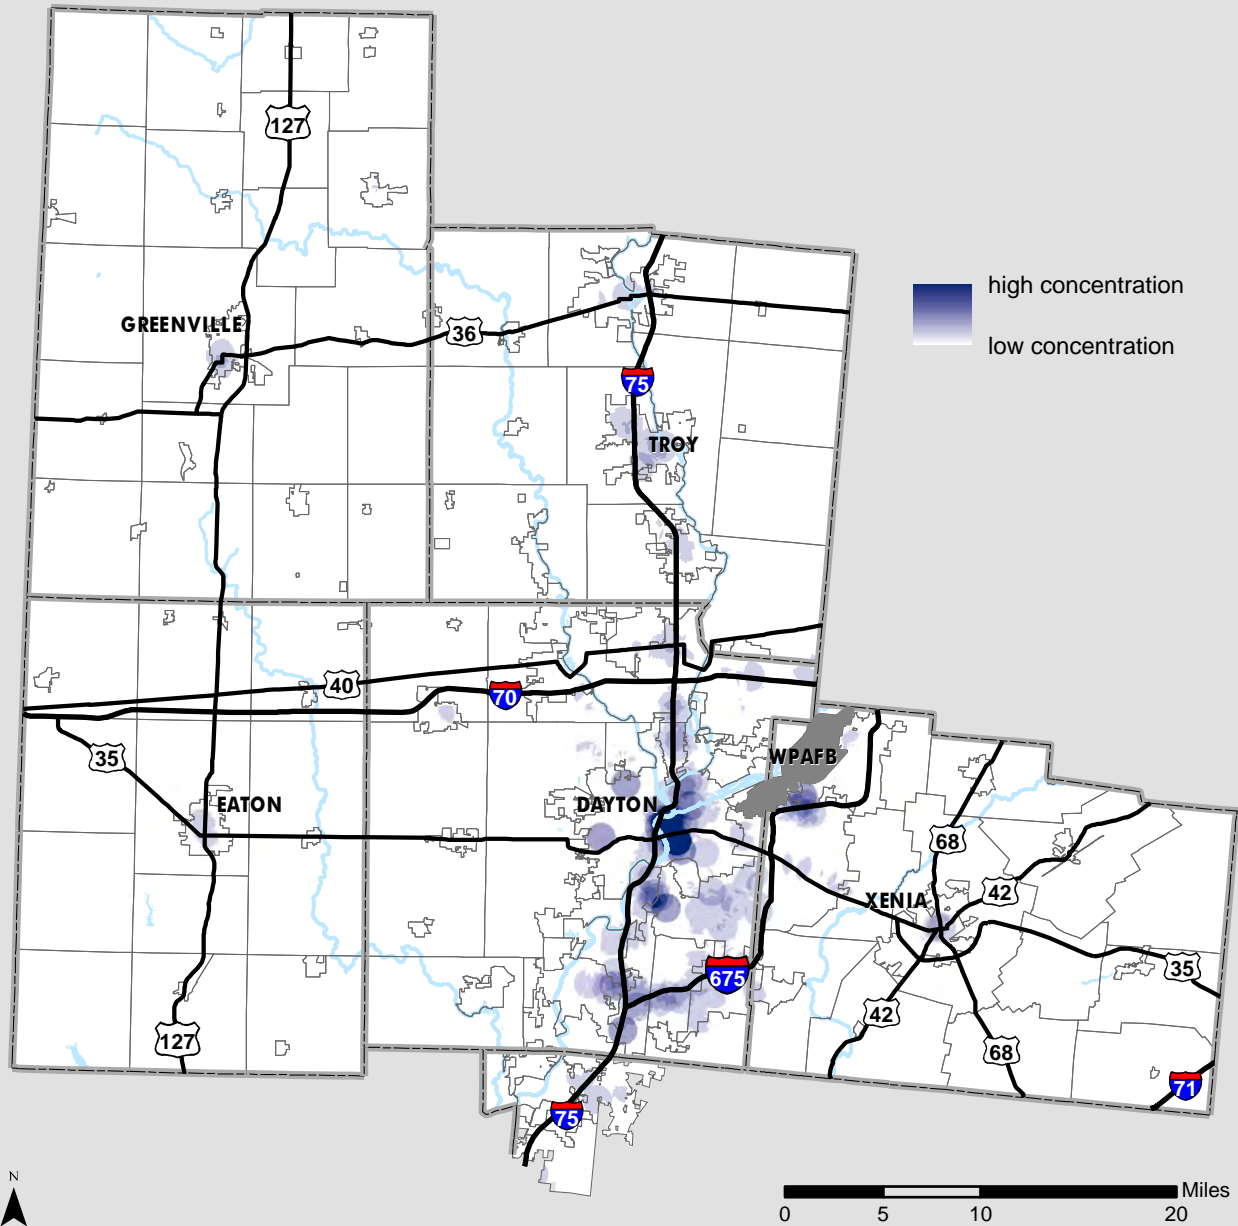 127
high concentration
GREENVILLE
36
low concentration
75
TROY
40
70
35
WPAFB
EATON
DAYTON
68
42
XENIA
675
35
42
127
68
71
75
N
Miles
0
5
10
20